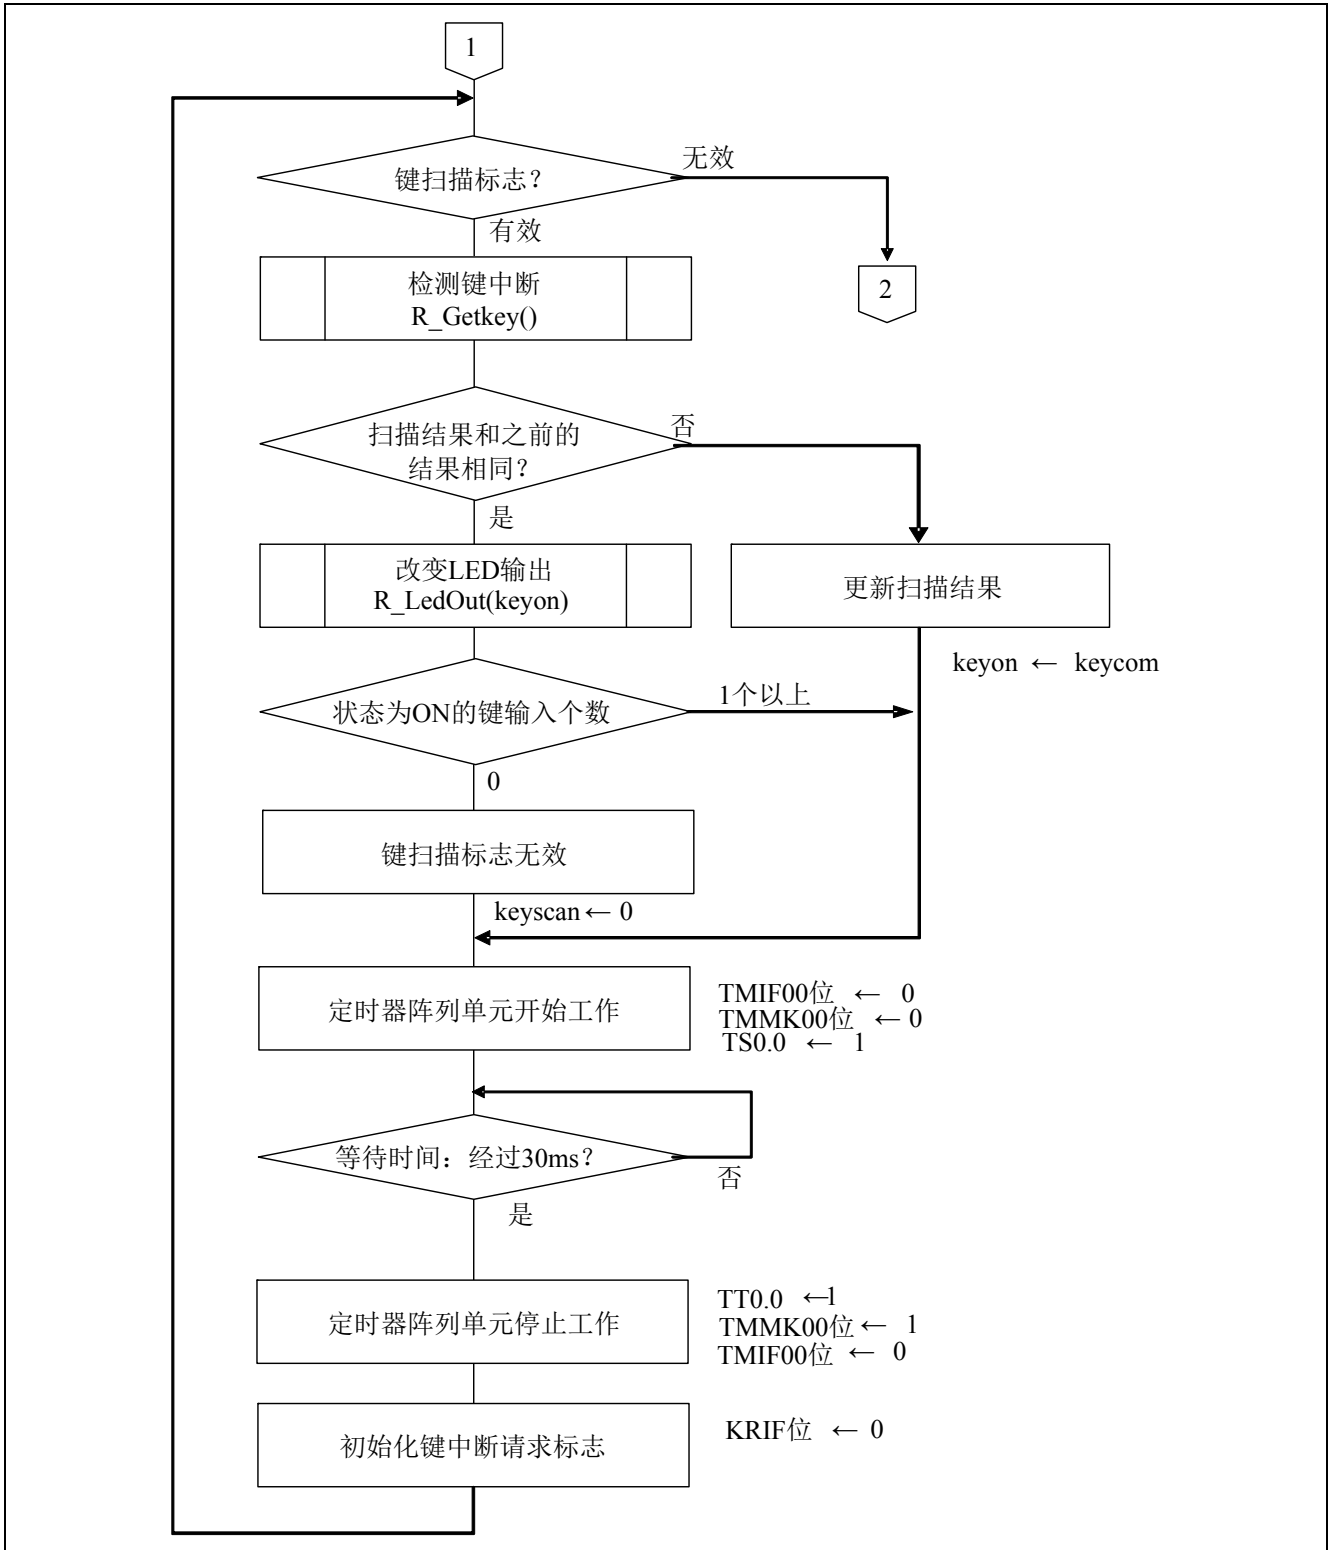 1
键扫描标志？
无效
有效
2
检测键中断
R_Getkey()
扫描结果和之前的
结果相同？
否
是
改变LED输出
R_LedOut(keyon)
更新扫描结果
keyon ← keycom
状态为ON的键输入个数
1个以上
0
键扫描标志无效
keyscan ← 0
定时器阵列单元开始工作
TMIF00位 ← 0
TMMK00位 ← 0
TS0.0 ← 1
等待时间：经过30ms？
否
是
定时器阵列单元停止工作
TT0.0 ←1
TMMK00位 ← 1
TMIF00位 ← 0
初始化键中断请求标志
KRIF位 ← 0